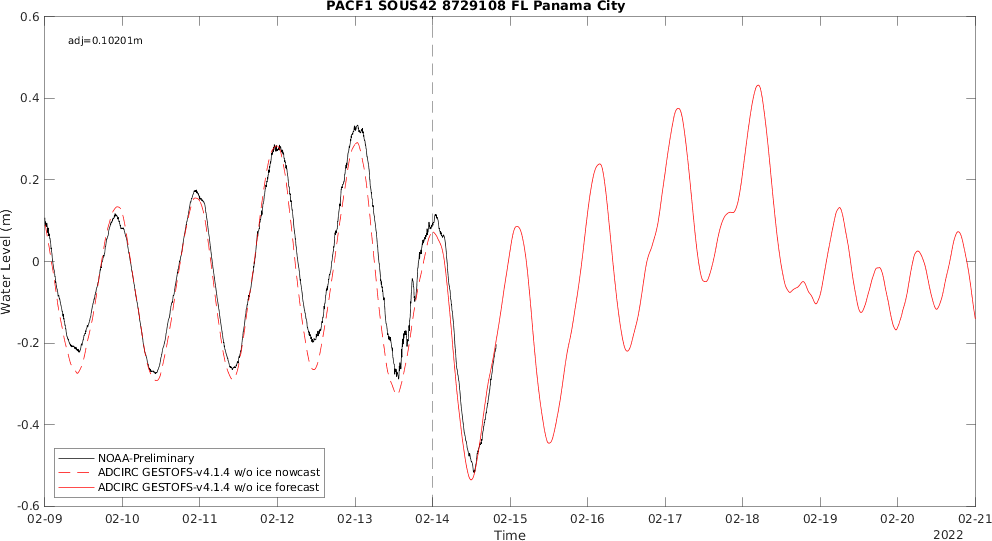 PACF1 SOUS42 8729108 FL Panama City
adj=0.10201m
0.6
0.4
0.2
0
-0.2
-0.4
-0.6
Water Level (m)
NOAA-Preliminary
ADCIRC GESTOFS-v4.1.4 w/o ice nowcast
ADCIRC GESTOFS-v4.1.4 w/o ice forecast
02-09 02-10 02-11 02-12 02-13 02-14 02-15 02-16 02-17 02-18 02-19 02-20 02-21
Time
2022